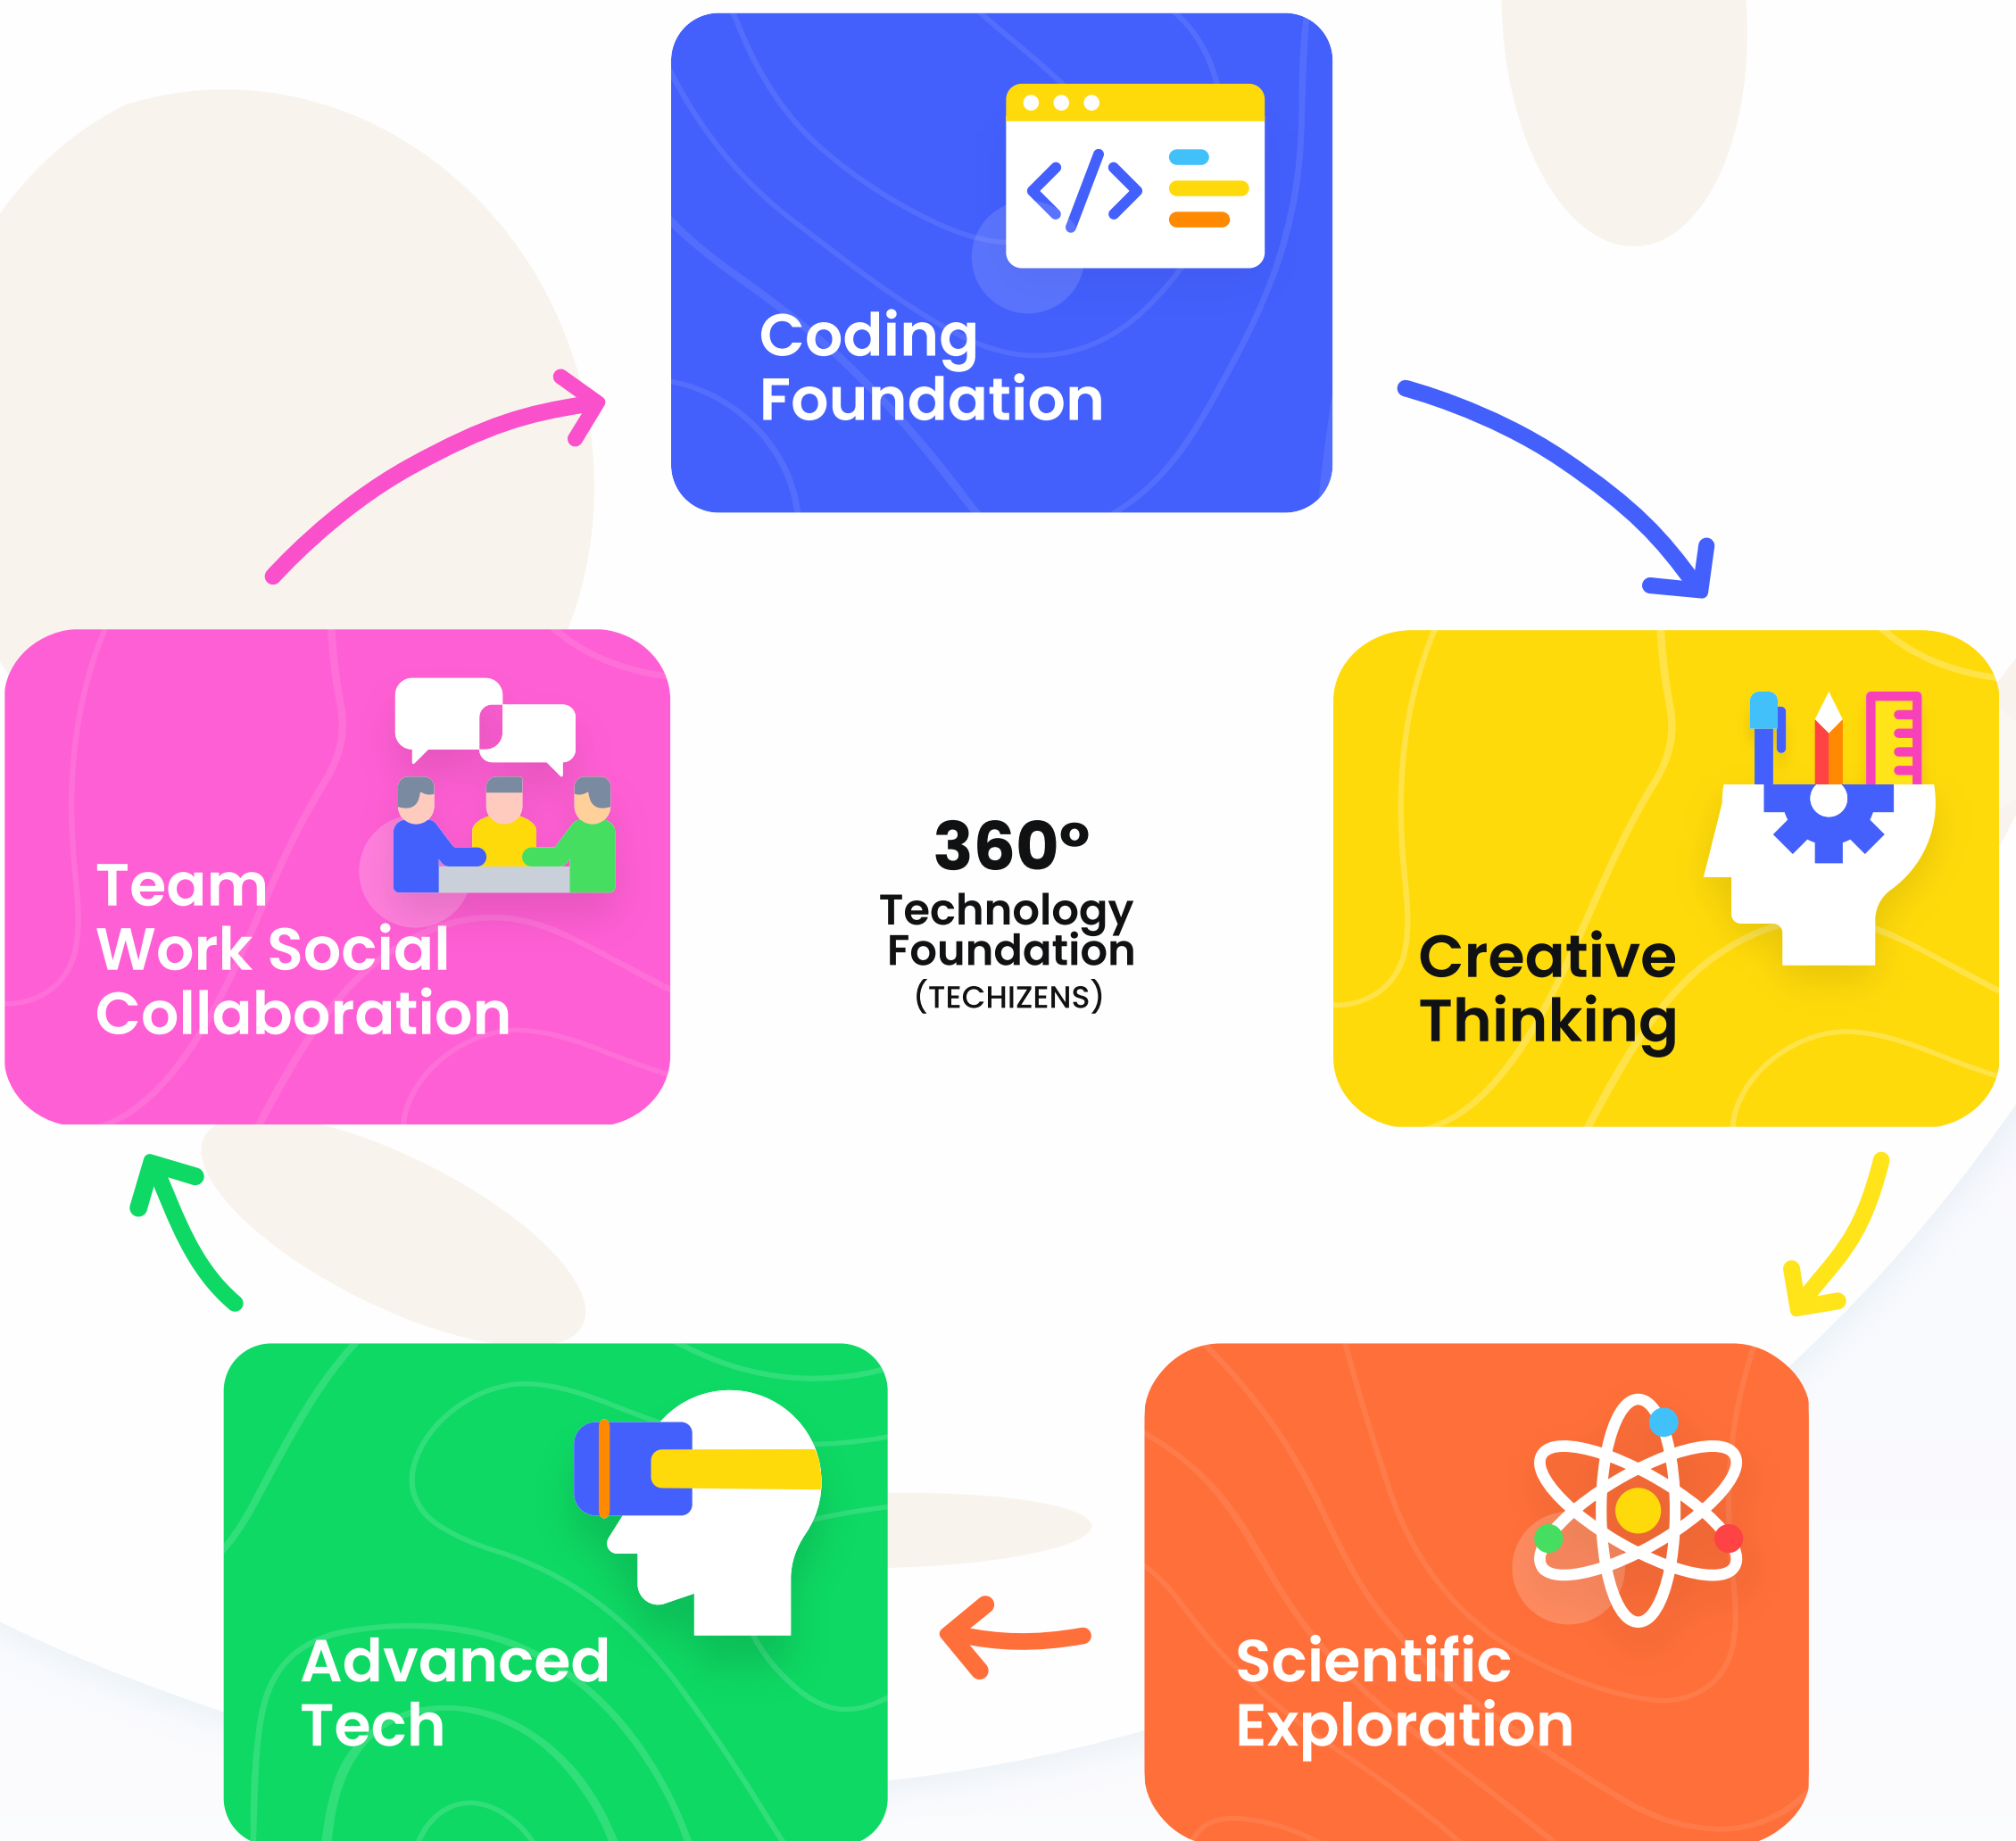 Coding
Foundation
Team
Work Social
Collaboration
360°
Technology
Foundation
(TECHIZENS)
Creative
Thinking
Advanced
Tech
Scientific
Exploration